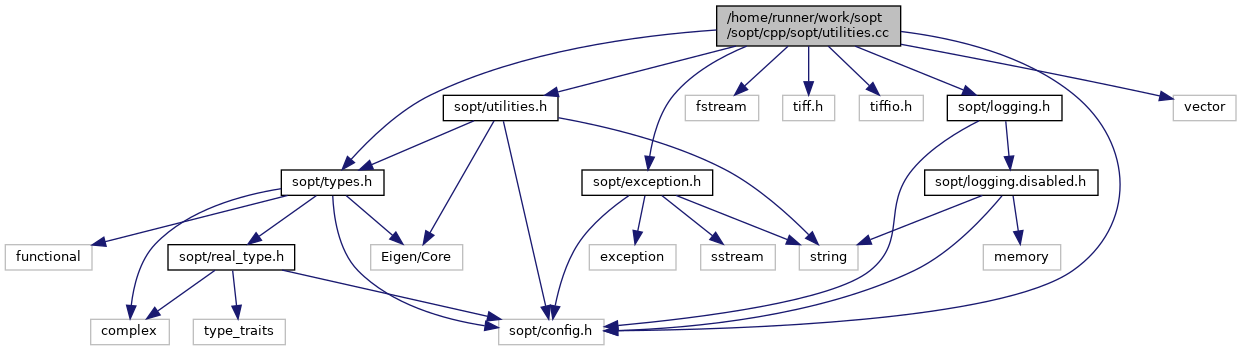 /home/runner/work/sopt
/sopt/cpp/sopt/utilities.cc
sopt/utilities.h
fstream
tiff.h
tiffio.h
sopt/logging.h
vector
sopt/types.h
sopt/exception.h
sopt/logging.disabled.h
functional
sopt/real_type.h
Eigen/Core
exception
sstream
string
memory
complex
type_traits
sopt/config.h